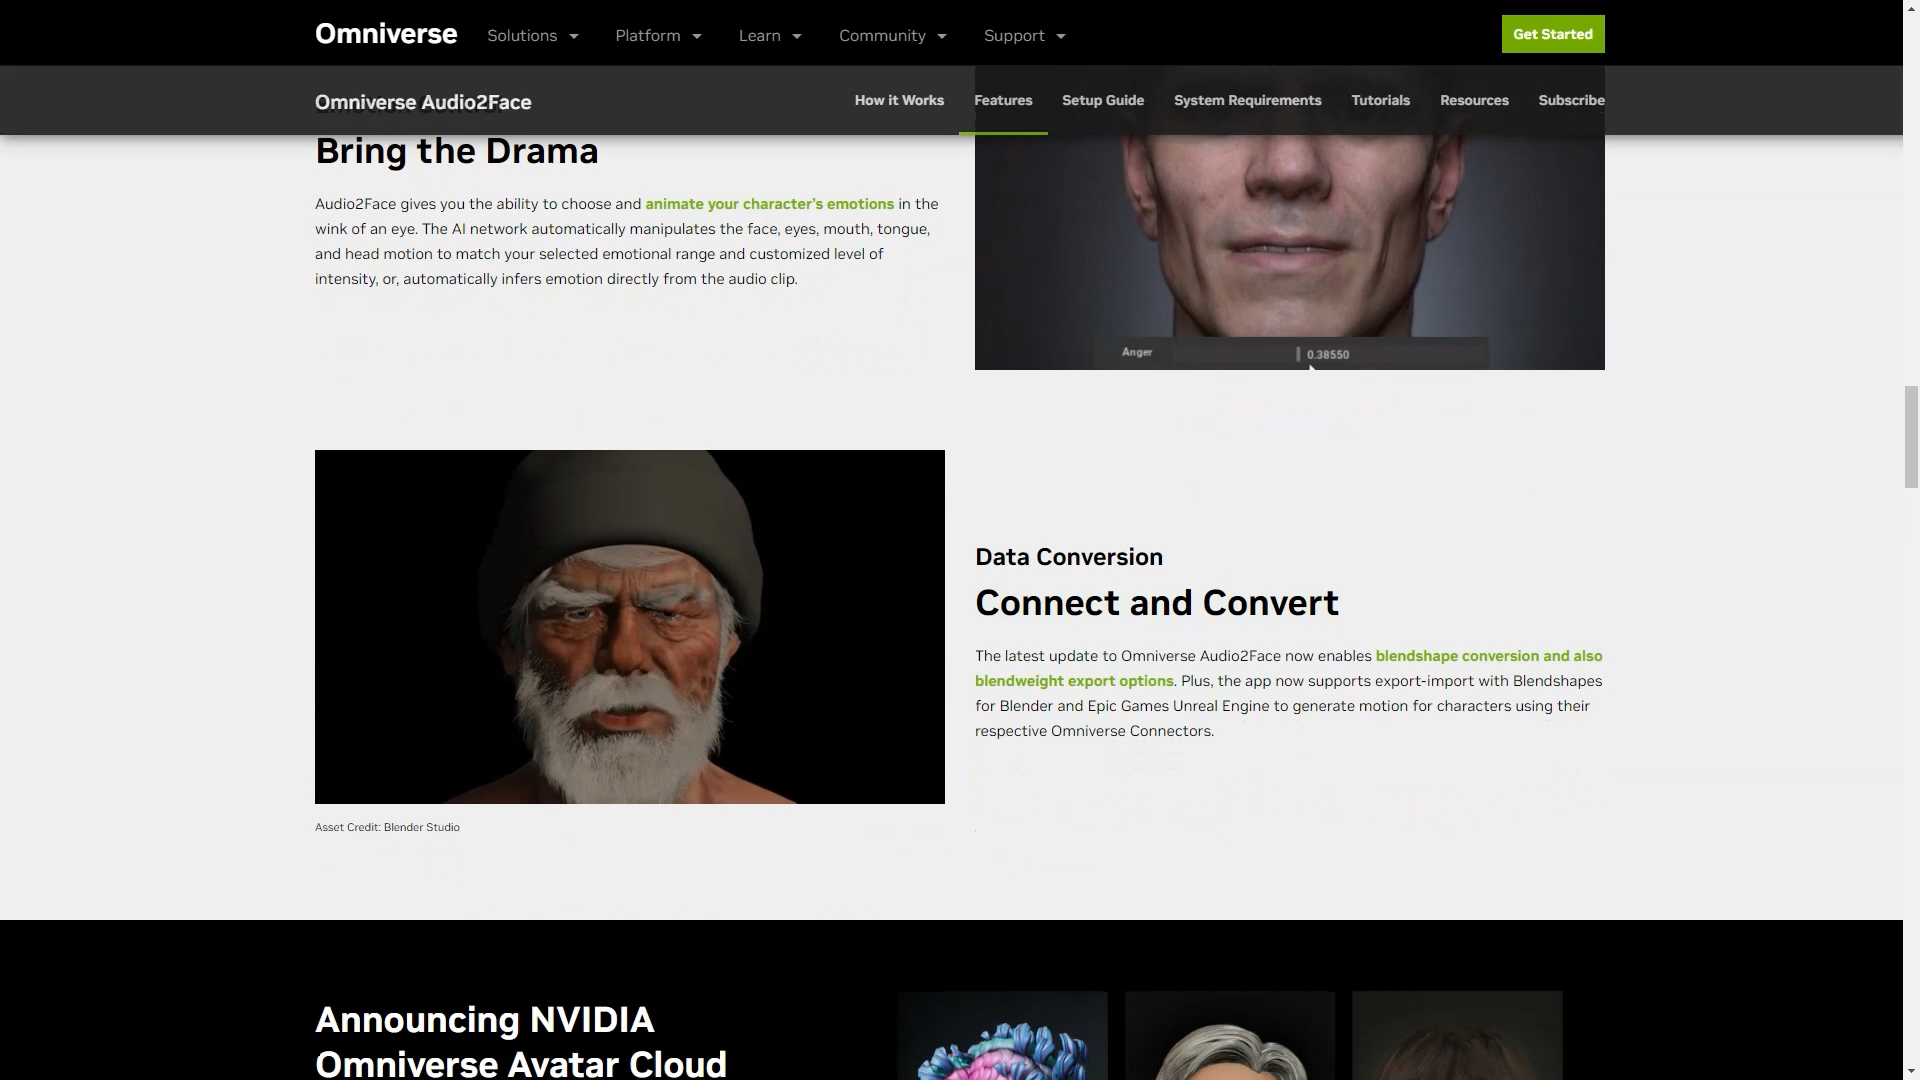 Omniverse Solutions Platform Learn Community Support Get Started
Omniverse Audio2Face How it Works Features Setup Guide System Requirements Tutorials Resources Subscribe
Bring the Drama
Audio2Face gives you the ability to choose and animate your character's emotions in the
wink of an eye. The AI network automatically manipulates the face, eyes, mouth, tongue,
and head motion to match your selected emotional range and customized level of
intensity, or, automatically infers emotion directly from the audio clip.
Anger 0.38550
Data Conversion
Connect and Convert
The latest update to Omniverse Audio2Face now enables blendshape conversion and also
blendweight export options. Plus, the app now supports export-import with Blendshapes
for Blender and Epic Games Unreal Engine to generate motion for characters using their
respective Omniverse Connectors.
Asset Credit: Blender Studio
Announcing NVIDIA
Omniverse Avatar Cloud